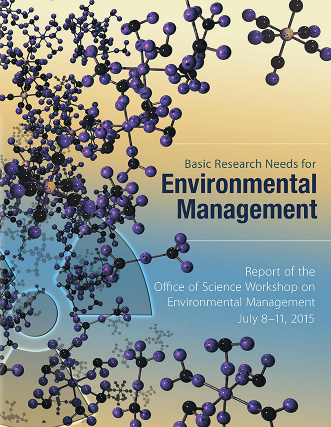 Basic Research Needs for
Environmental
Management
Report of the
Office of Science Workshop on
Environmental Management
July 8–11, 2015